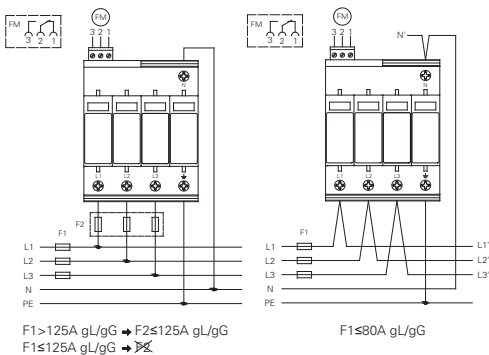 FM
FM
3 2 1
3 2 1
N
L1 L2 L3
F2
F1
L1
L2
L3
N
PE
F1>125A gL/gG → F2≤125A gL/gG
F1≤125A gL/gG → F2
FM
FM
3 2 1
3 2 1
N'
N
L1 L2 L3
F1
L1 L1'
L2 L2'
L3 L3'
N
PE
F1≤80A gL/gG